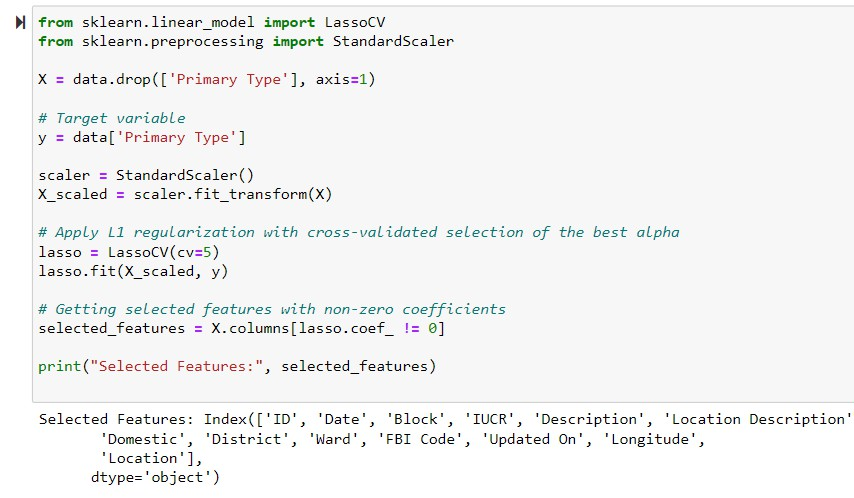 from sklearn.linear_model import LassoCV
from sklearn.preprocessing import StandardScaler

X = data.drop(['Primary Type'], axis=1)

# Target variable
y = data['Primary Type']

scaler = StandardScaler()
X_scaled = scaler.fit_transform(X)

# Apply L1 regularization with cross-validated selection of the best alpha
lasso = LassoCV(cv=5)
lasso.fit(X_scaled, y)

# Getting selected features with non-zero coefficients
selected_features = X.columns[lasso.coef_ != 0]

print("Selected Features:", selected_features)

Selected Features: Index(['ID', 'Date', 'Block', 'IUCR', 'Description', 'Location Description'
       'Domestic', 'District', 'Ward', 'FBI Code', 'Updated On', 'Longitude',
       'Location'],
      dtype='object')